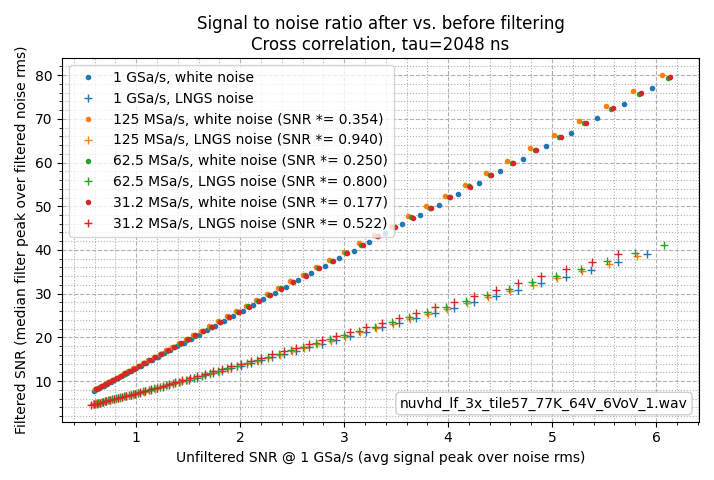 Signal to noise ratio after vs. before filtering
Cross correlation, tau=2048 ns
Filtered SNR (median filter peak over filtered noise rms)
80
70
60
50
40
30
20
10
1 GSa/s, white noise
1 GSa/s, LNGS noise
125 MSa/s, white noise (SNR *= 0.354)
125 MSa/s, LNGS noise (SNR *= 0.940)
62.5 MSa/s, white noise (SNR *= 0.250)
62.5 MSa/s, LNGS noise (SNR *= 0.800)
31.2 MSa/s, white noise (SNR *= 0.177)
31.2 MSa/s, LNGS noise (SNR *= 0.522)
nuvhd_lf_3x_tile57_77K_64V_6VoV_1.wav
1 2 3 4 5 6
Unfiltered SNR @ 1 GSa/s (avg signal peak over noise rms)